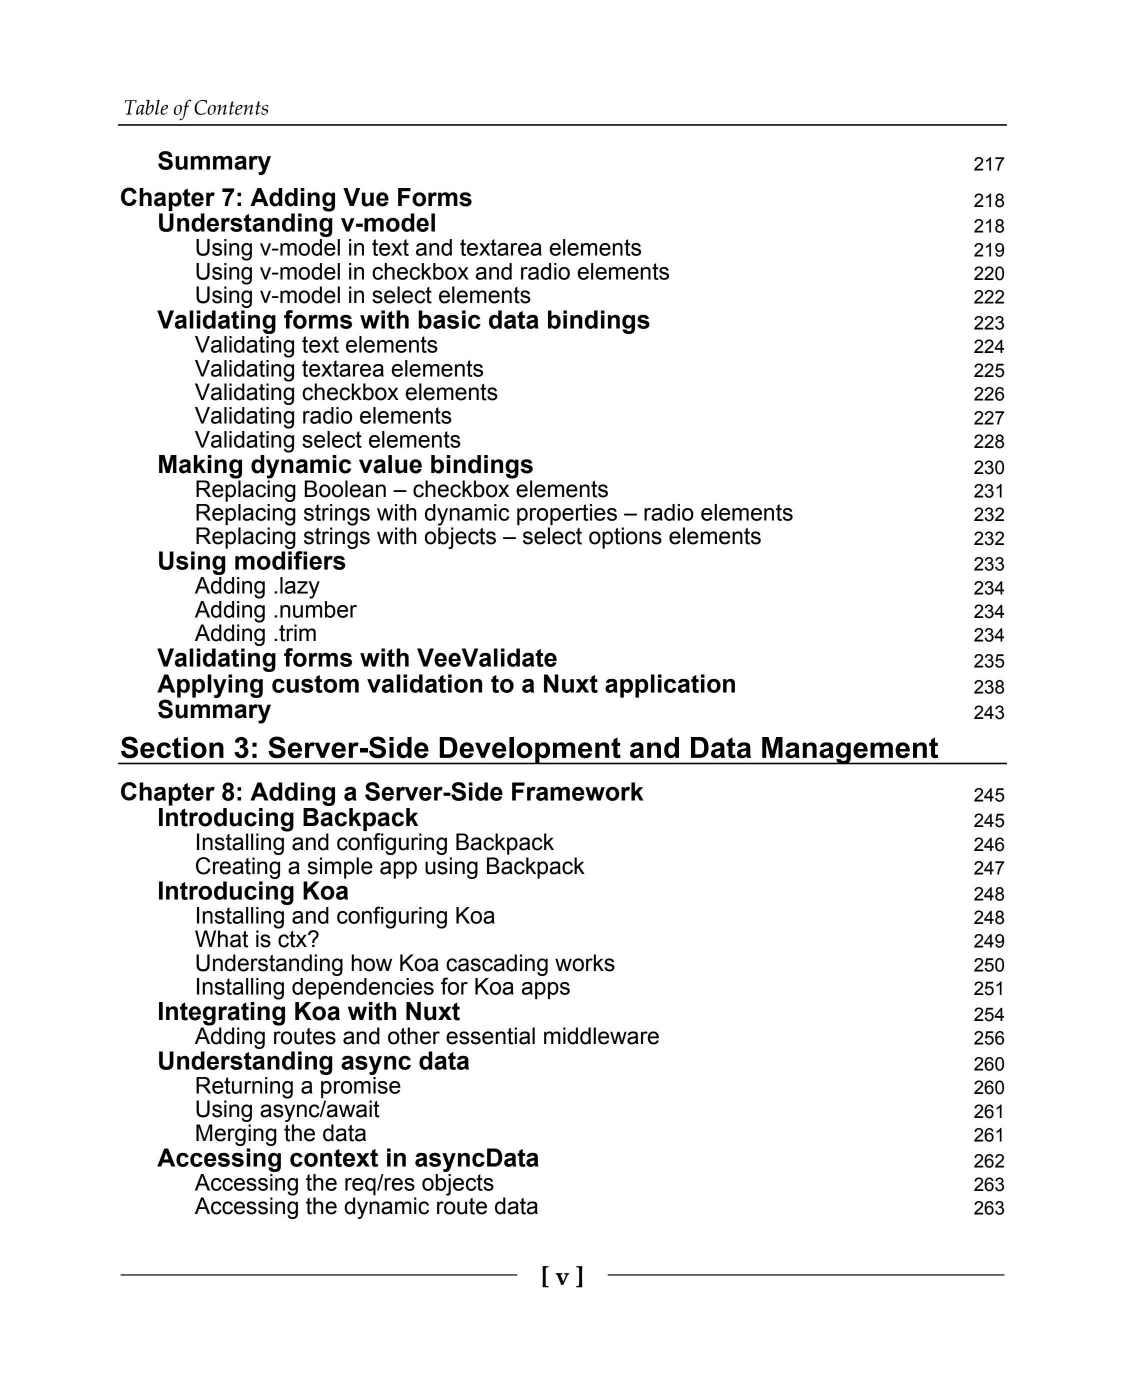 Table of Contents
Summary 217
Chapter 7: Adding Vue Forms 218
Understanding v-model 218
Using v-model in text and textarea elements 219
Using v-model in checkbox and radio elements 220
Using v-model in select elements 222
Validating forms with basic data bindings 223
Validating text elements 224
Validating textarea elements 225
Validating checkbox elements 226
Validating radio elements 227
Validating select elements 228
Making dynamic value bindings 230
Replacing Boolean – checkbox elements 231
Replacing strings with dynamic properties – radio elements 232
Replacing strings with objects – select options elements 232
Using modifiers 233
Adding .lazy 234
Adding .number 234
Adding .trim 234
Validating forms with VeeValidate 235
Applying custom validation to a Nuxt application 238
Summary 243
Section 3: Server-Side Development and Data Management
Chapter 8: Adding a Server-Side Framework 245
Introducing Backpack 245
Installing and configuring Backpack 246
Creating a simple app using Backpack 247
Introducing Koa 248
Installing and configuring Koa 248
What is ctx? 249
Understanding how Koa cascading works 250
Installing dependencies for Koa apps 251
Integrating Koa with Nuxt 254
Adding routes and other essential middleware 256
Understanding async data 260
Returning a promise 260
Using async/await 261
Merging the data 261
Accessing context in asyncData 262
Accessing the req/res objects 263
Accessing the dynamic route data 263
[ v ]